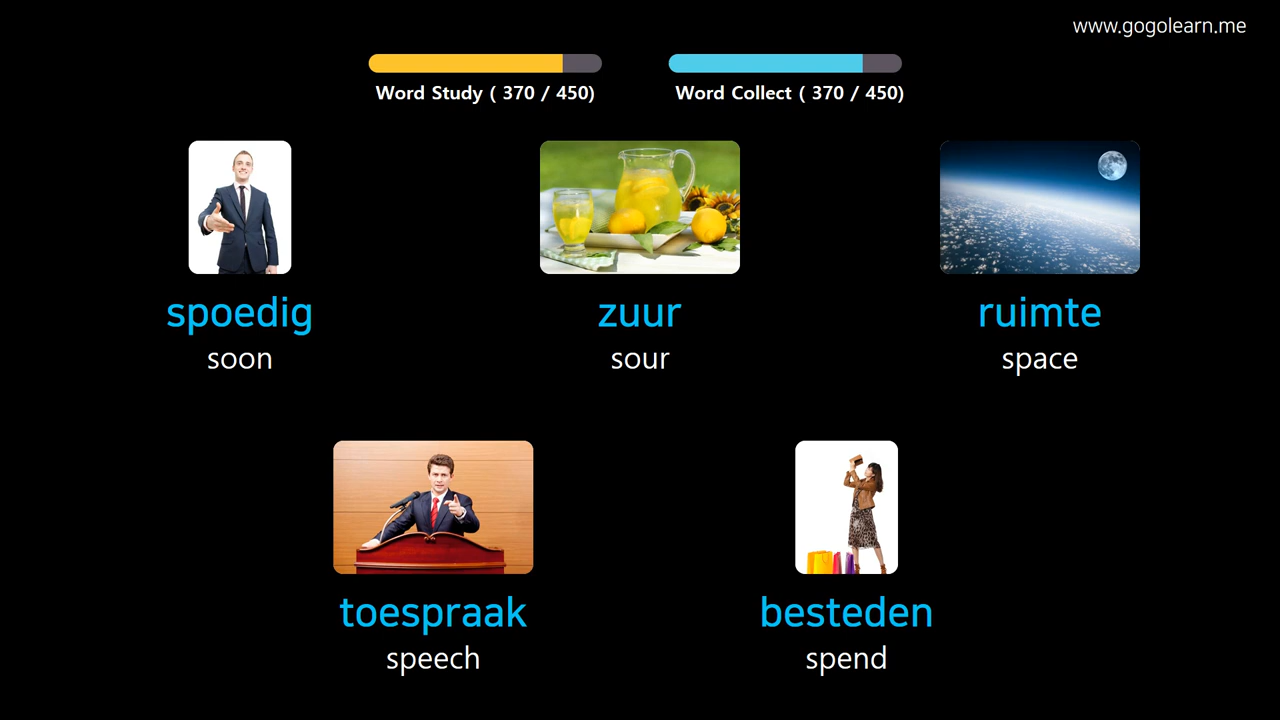 www.gogolearn.me
Word Study ( 370 / 450)
Word Collect ( 370 / 450)
spoedig
soon
zuur
sour
ruimte
space
toespraak
speech
besteden
spend